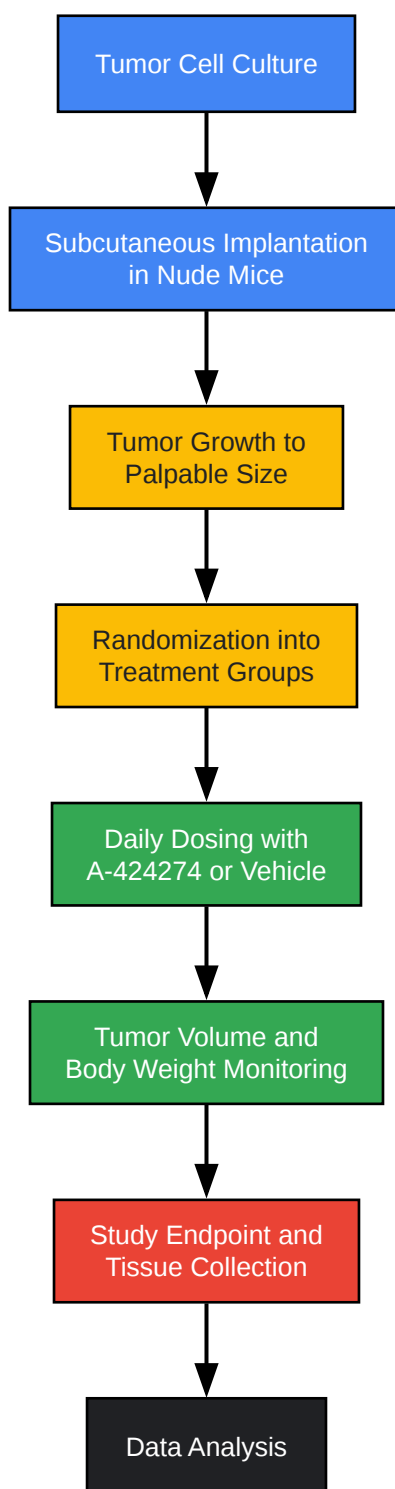 Tumor Cell Culture
Subcutaneous Implantation
in Nude Mice
Tumor Growth to
Palpable Size
Randomization into
Treatment Groups
Daily Dosing with
A-424274 or Vehicle
Tumor Volume and
Body Weight Monitoring
Study Endpoint and
Tissue Collection
Data Analysis